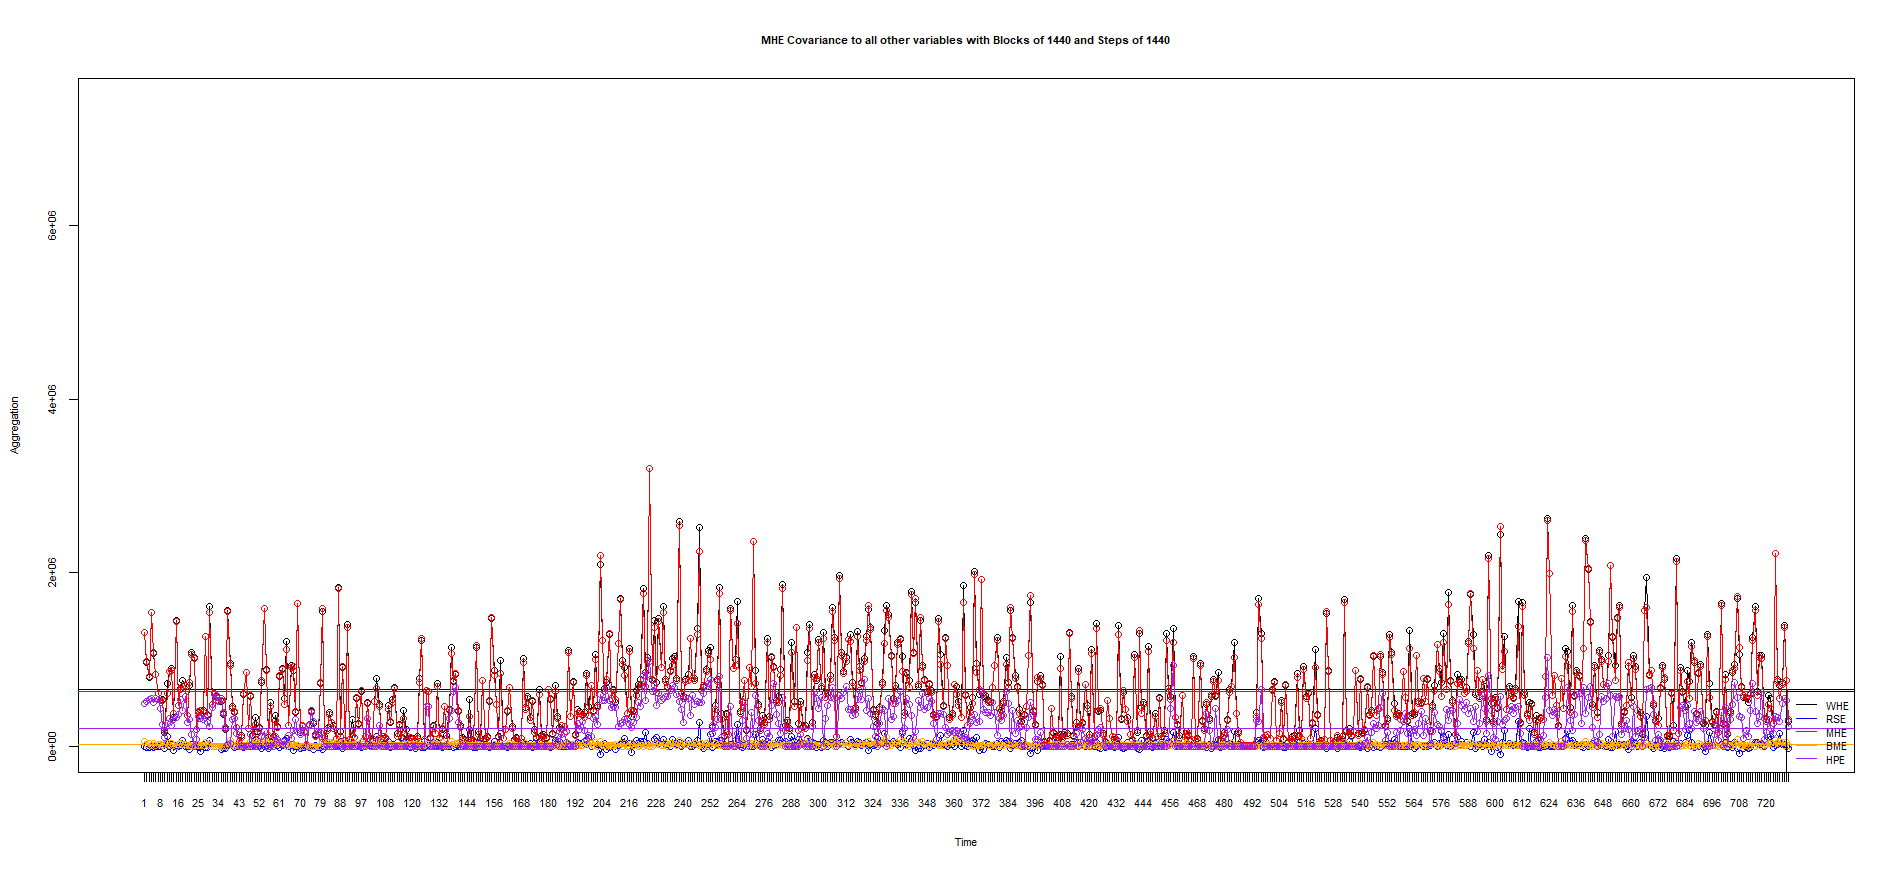 MHE Covariance to all other variables with Blocks of 1440 and Steps of 1440
Aggregation
6e+06
4e+06
2e+06
0e+00
WHE
RSE
MHE
BME
HPE
1 8 16 25 34 43 52 61 70 79 88 97 108 120 132 144 156 168 180 192 204 216 228 240 252 264 276 288 300 312 324 336 348 360 372 384 396 408 420 432 444 456 468 480 492 504 516 528 540 552 564 576 588 600 612 624 636 648 660 672 684 696 708 720
Time